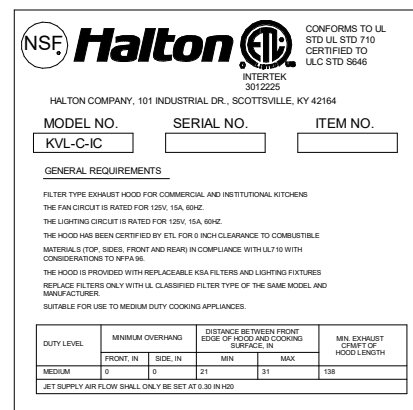 NSF
Halton
ETL
LISTED
CONFORMS TO UL
STD UL STD 710
CERTIFIED TO
ULC STD S646
INTERTEK
3012225
HALTON COMPANY, 101 INDUSTRIAL DR., SCOTTSVILLE, KY 42164
MODEL NO. SERIAL NO. ITEM NO.
KVL-C-IC
GENERAL REQUIREMENTS
FILTER TYPE EXHAUST HOOD FOR COMMERCIAL AND INSTITUTIONAL KITCHENS
THE FAN CIRCUIT IS RATED FOR 125V, 15A, 60HZ.
THE LIGHTING CIRCUIT IS RATED FOR 125V, 15A, 60HZ.
THE HOOD HAS BEEN CERTIFIED BY ETL FOR 0 INCH CLEARANCE TO COMBUSTIBLE
MATERIALS (TOP, SIDES, FRONT AND REAR) IN COMPLIANCE WITH UL710 WITH
CONSIDERATIONS TO NFPA 96.
THE HOOD IS PROVIDED WITH REPLACEABLE KSA FILTERS AND LIGHTING FIXTURES
REPLACE FILTERS ONLY WITH UL CLASSIFIED FILTER TYPE OF THE SAME MODEL AND
MANUFACTURER.
SUITABLE FOR USE TO MEDIUM DUTY COOKING APPLIANCES.
DUTY LEVEL
MINIMUM OVERHANG
DISTANCE BETWEEN FRONT
EDGE OF HOOD AND COOKING
SURFACE, IN
MIN. EXHAUST
CFM/FT OF
HOOD LENGTH
FRONT, IN SIDE, IN MIN MAX
MEDIUM 0 0 21 31 138
JET SUPPLY AIR FLOW SHALL ONLY BE SET AT 0.30 IN H20